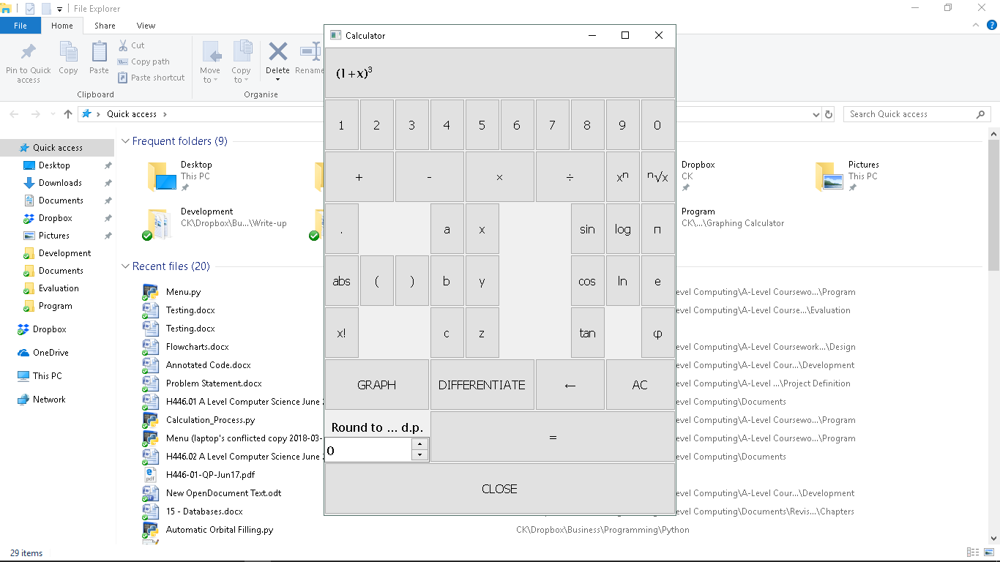 File Explorer
File Home Share View
Pin to Quick access
Copy
Paste
Cut
Copy path
Paste shortcut
Clipboard
Move to
Copy to
Delete
Rename
Organise
Quick access
Search Quick access
Quick access
Desktop
Downloads
Documents
Dropbox
Pictures
Development
Documents
Evaluation
Program
Dropbox
OneDrive
This PC
Network
Frequent folders (9)
Desktop
This PC
Dropbox
CK
Pictures
This PC
Development
CK\Dropbox\Bu...\Write-up
Program
CK\...\Graphing Calculator
Recent files (20)
Menu.py
evel Computing\A-Level Coursewo...\Program
Testing.docx
evel Computing\A-Level Course...\Evaluation
Testing.docx
Flowcharts.docx
evel Computing\A-Level Coursework...\Design
Annotated Code.docx
evel Computing\A-Level Cour...\Development
Problem Statement.docx
evel Computing\A-Level ...\Project Definition
H446.01 A Level Computer Science June 2
evel Computing\Documents
Calculation_Process.py
evel Computing\A-Level Coursewo...\Program
Menu (laptop's conflicted copy 2018-03-
evel Computing\A-Level Coursewo...\Program
H446.02 A Level Computer Science June 2
evel Computing\Documents
H446-01-QP-Jun17.pdf
New OpenDocument Text.odt
evel Computing\A-Level Cour...\Development
15 - Databases.docx
evel Computing\Documents\Revis...\Chapters
Automatic Orbital Filling.py
CK\Dropbox\Business\Programming\Python
29 items
Calculator
(1+x)³
1 2 3 4 5 6 7 8 9 0
+ - × ÷ xⁿ ⁿ√x
. a x sin log π
abs ( ) b y cos ln e
x! c z tan φ
GRAPH DIFFERENTIATE ← AC
Round to ... d.p.
0
=
CLOSE